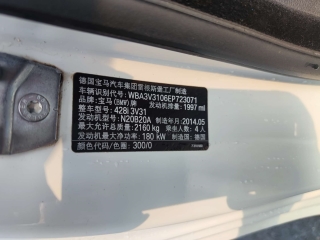 德国宝马汽车集团雷根斯堡工厂制造
车辆识别代号: WBA3V3106EP723071
品牌: 宝马(BMW)牌 发动机排量: 1997 ml
整车型号: 428i 3V31
发动机型号: N20B20A 制造年月: 2014.05
最大允许总质量: 2160 kg 乘坐人数: 4 人
发动机最大净功率: 180 kW 制造国: 德国
颜色代码/色圈: 300/0